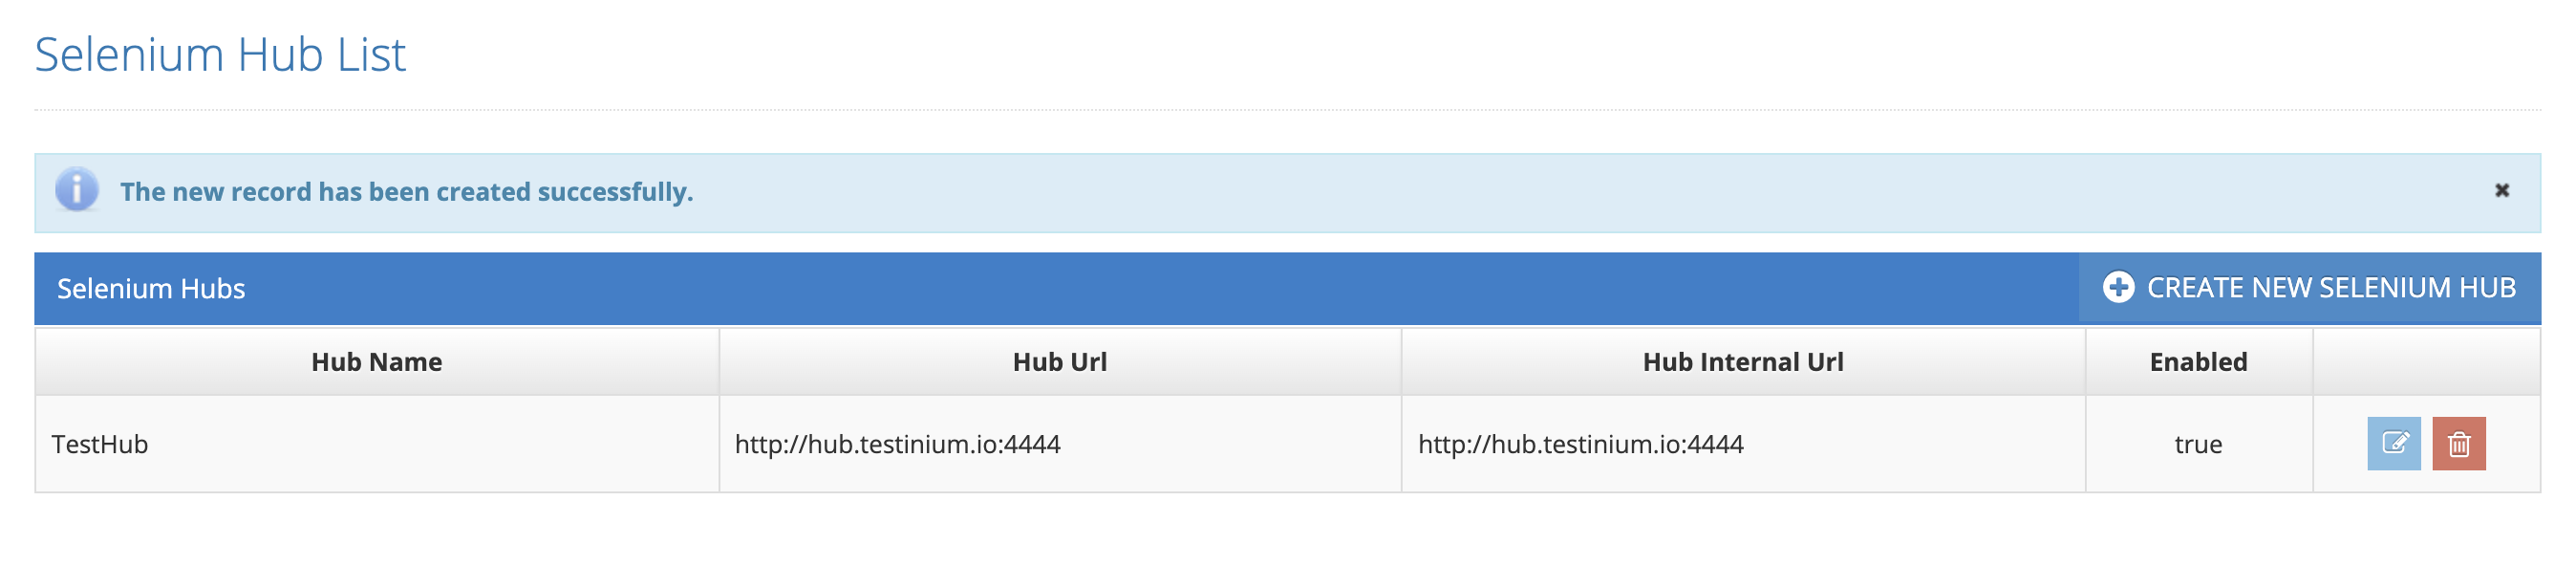 Selenium Hub List
The new record has been created successfully.
Selenium Hubs
CREATE NEW SELENIUM HUB
Hub Name Hub Url Hub Internal Url Enabled
TestHub http://hub.testinium.io:4444 http://hub.testinium.io:4444 true